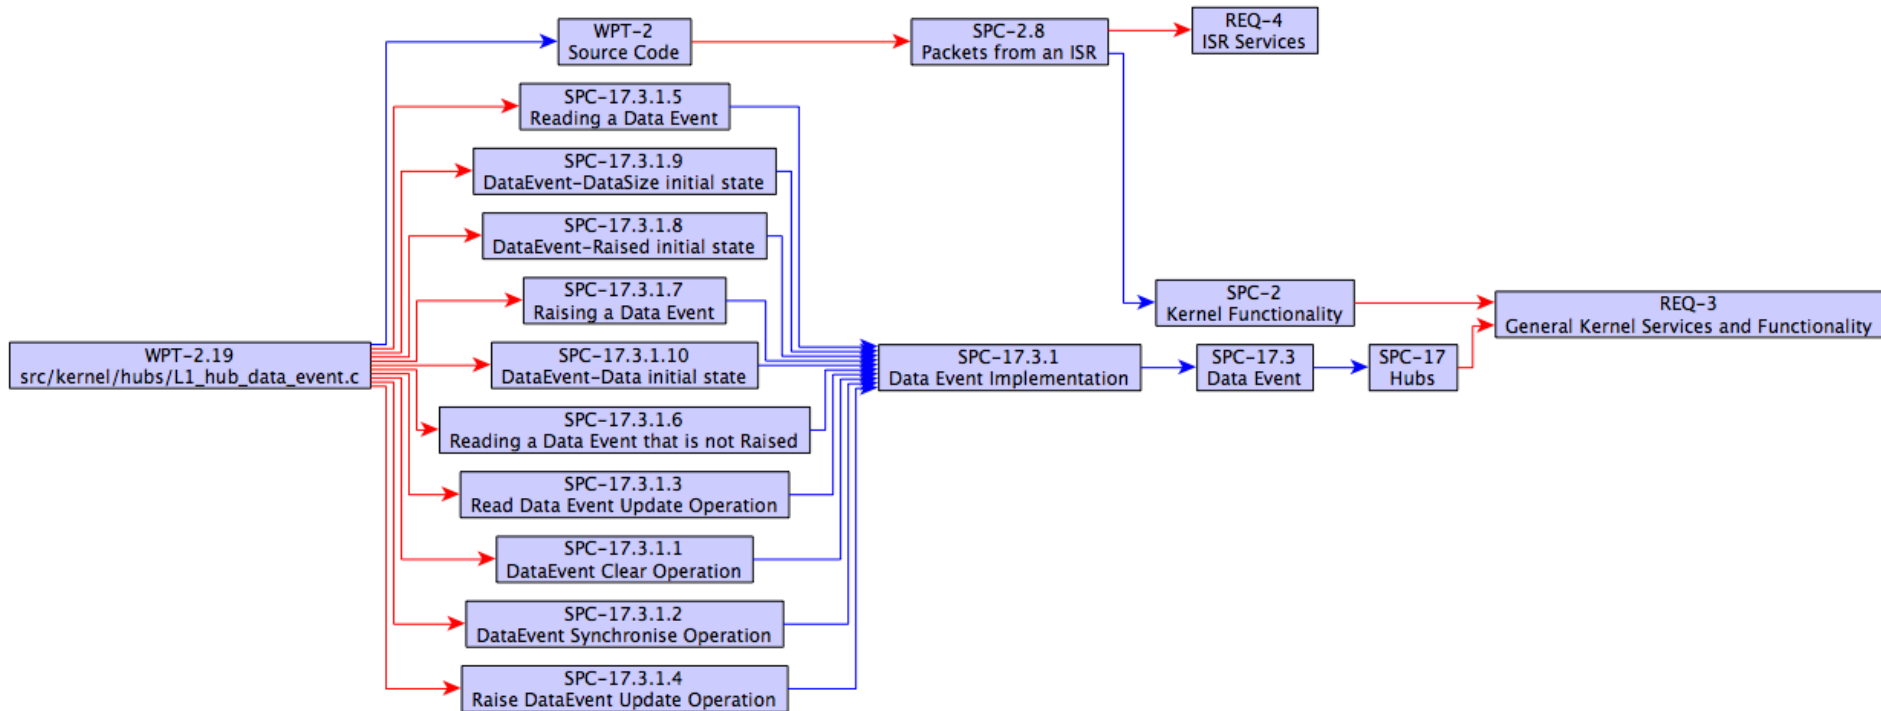 WPT-2
Source Code
SPC-2.8
Packets from an ISR
REQ-4
ISR Services
SPC-17.3.1.5
Reading a Data Event
SPC-17.3.1.9
DataEvent-DataSize initial state
SPC-17.3.1.8
DataEvent-Raised initial state
SPC-17.3.1.7
Raising a Data Event
SPC-2
Kernel Functionality
REQ-3
General Kernel Services and Functionality
WPT-2.19
src/kernel/hubs/L1_hub_data_event.c
SPC-17.3.1.10
DataEvent-Data initial state
SPC-17.3.1
Data Event Implementation
SPC-17.3
Data Event
SPC-17
Hubs
SPC-17.3.1.6
Reading a Data Event that is not Raised
SPC-17.3.1.3
Read Data Event Update Operation
SPC-17.3.1.1
DataEvent Clear Operation
SPC-17.3.1.2
DataEvent Synchronise Operation
SPC-17.3.1.4
Raise DataEvent Update Operation